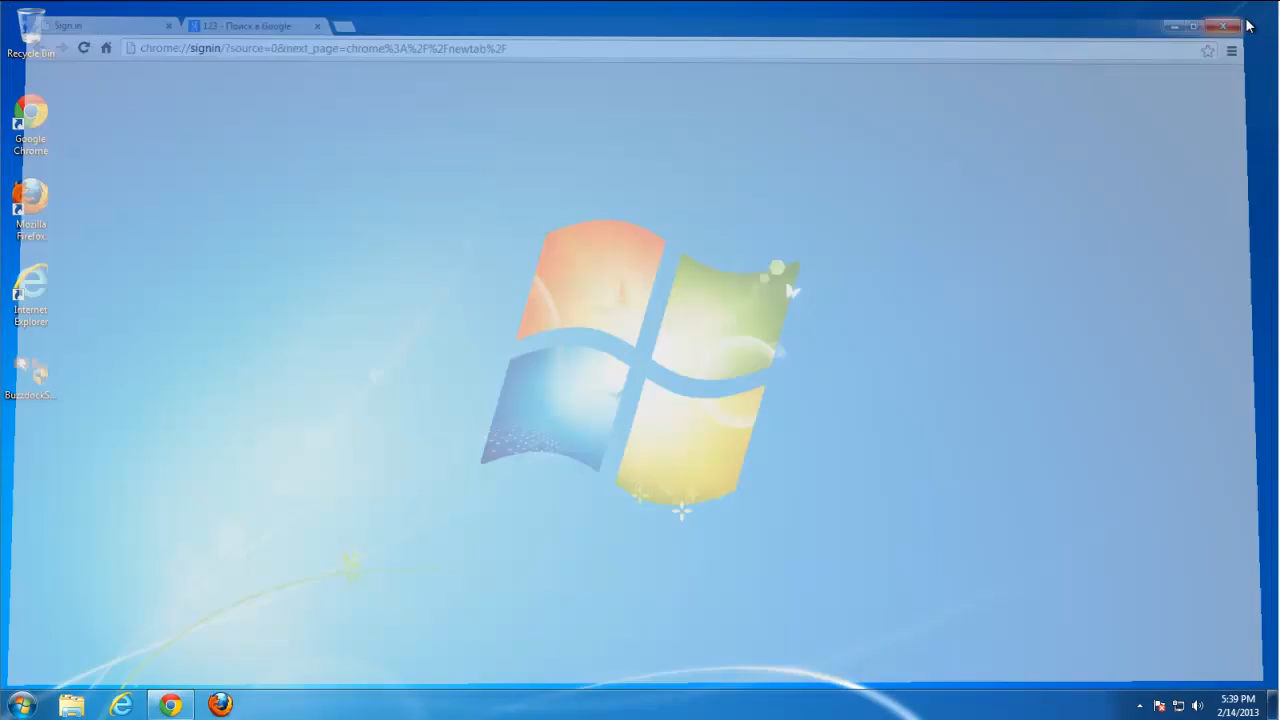 Sign in
123 - Поиск в Google
chrome://signin/?source=0&next_page=chrome%3A%2F%2Fnewtab%2F
Recycle Bin
Google
Chrome
Mozilla
Firefox
Internet
Explorer
BuzzdockS...
5:39 PM
2/14/2013